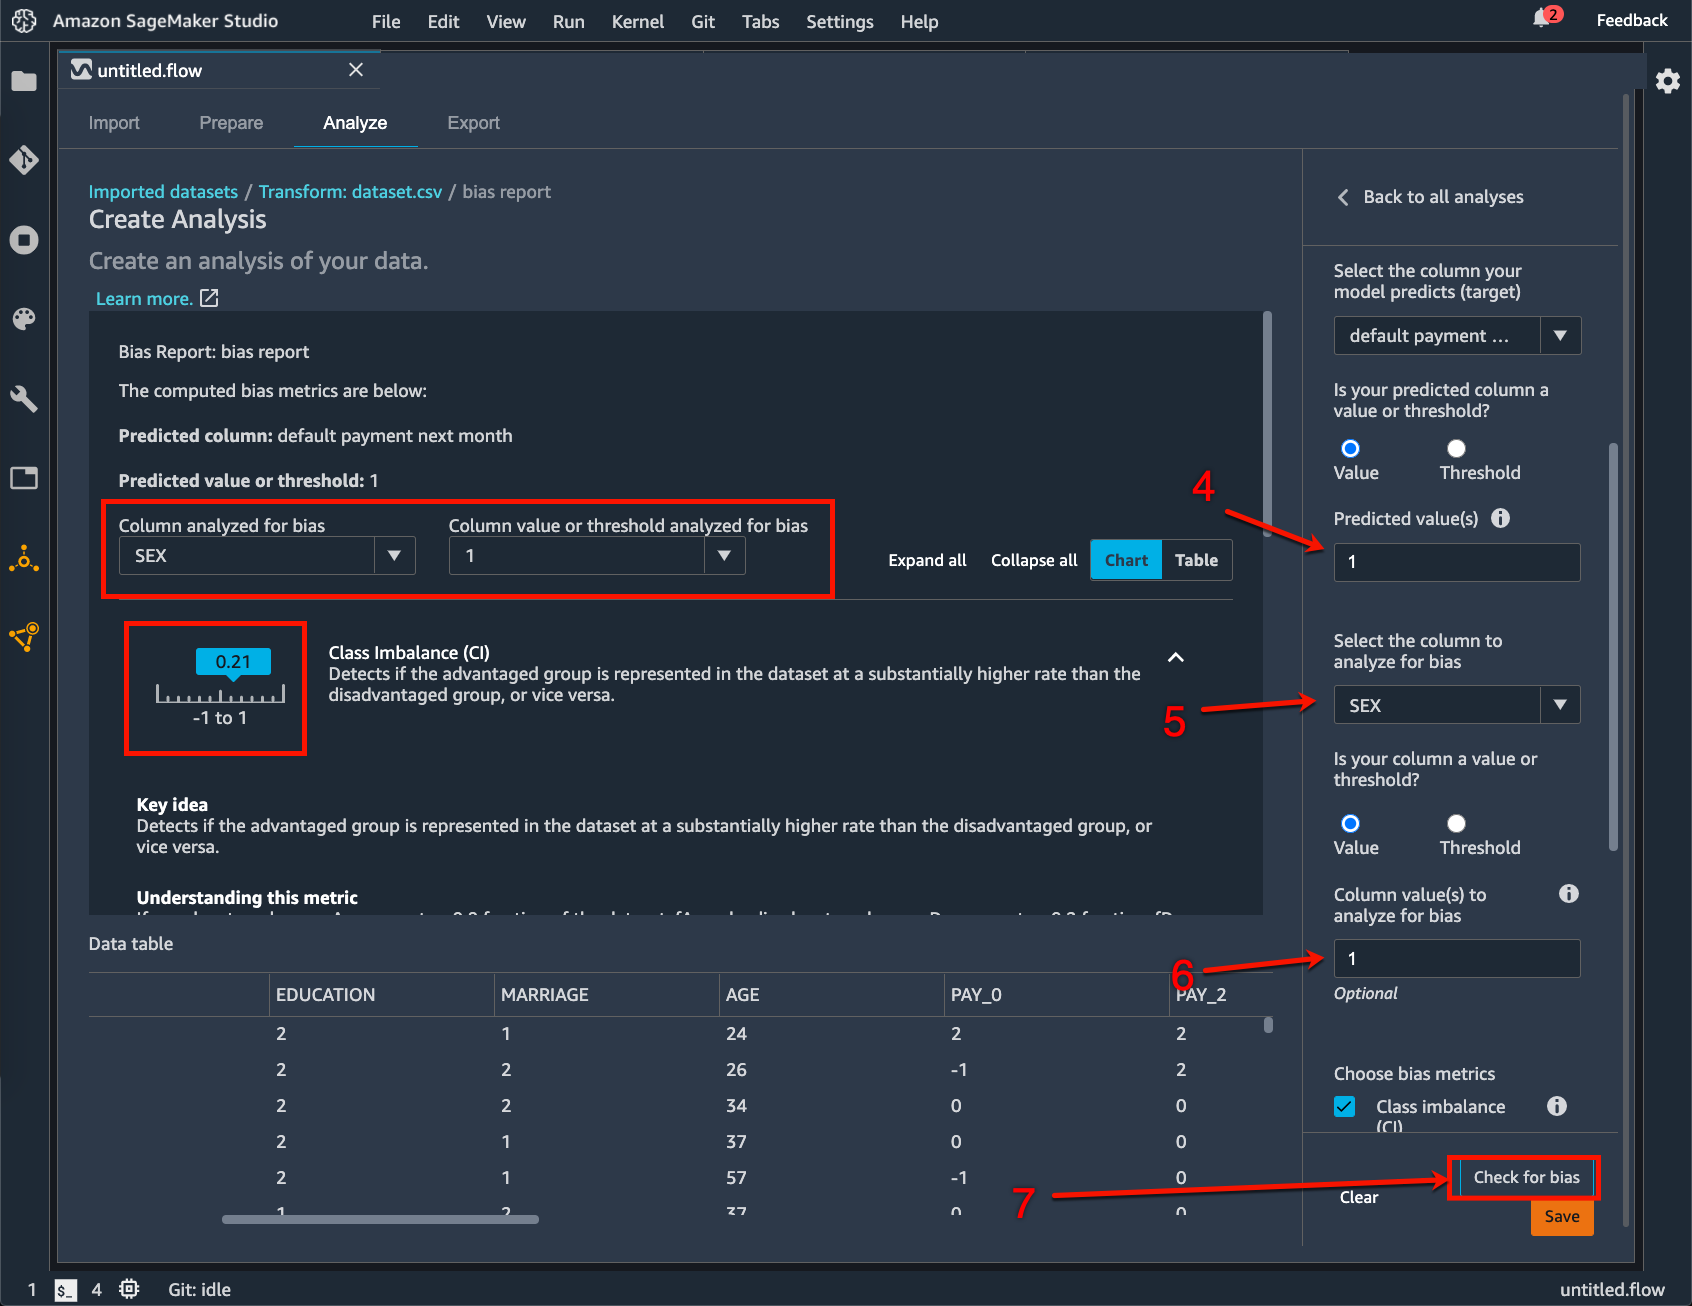 Amazon SageMaker Studio File Edit View Run Kernel Git Tabs Settings Help 2 Feedback
untitled.flow
Import Prepare Analyze Export
Imported datasets / Transform: dataset.csv / bias report
Create Analysis
Create an analysis of your data.
Learn more.
Bias Report: bias report
The computed bias metrics are below:
Predicted column: default payment next month
Predicted value or threshold: 1
Column analyzed for bias Column value or threshold analyzed for bias
SEX 1
Expand all Collapse all Chart Table
0.21
-1 to 1
Class Imbalance (CI)
Detects if the advantaged group is represented in the dataset at a substantially higher rate than the
disadvantaged group, or vice versa.
Key idea
Detects if the advantaged group is represented in the dataset at a substantially higher rate than the disadvantaged group, or
vice versa.
Understanding this metric
Data table
EDUCATION MARRIAGE AGE PAY_0 PAY_2
2 1 24 2 2
2 2 26 -1 2
2 2 34 0 0
2 1 37 0 0
2 1 57 -1 0
1 2 37 0 0
Back to all analyses
Select the column your
model predicts (target)
default payment ...
Is your predicted column a
value or threshold?
Value Threshold
4
Predicted value(s)
1
Select the column to
analyze for bias
5
SEX
Is your column a value or
threshold?
Value Threshold
Column value(s) to
analyze for bias
6
1
Optional
Choose bias metrics
Class imbalance
(CI)
7
Check for bias
Clear
Save
1 $_ 4 Git: idle untitled.flow